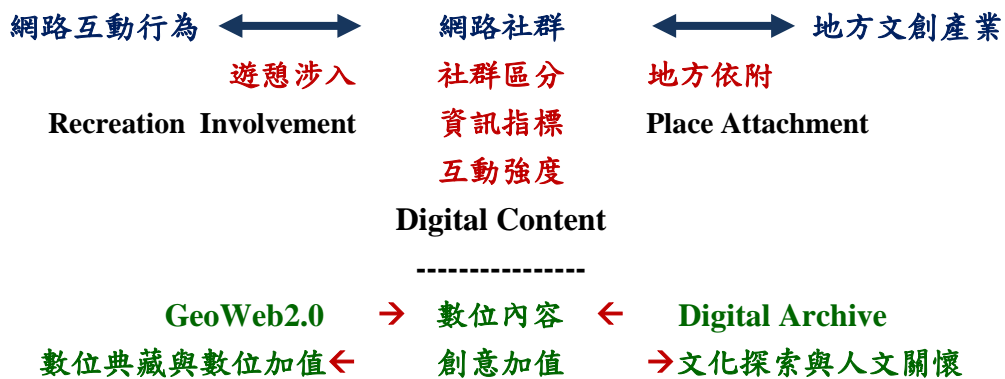 網路互動行為 網路社群 地方文創產業
遊憩涉入 社群區分 地方依附
Recreation Involvement 資訊指標 Place Attachment
互動強度
Digital Content
----------------
GeoWeb2.0 → 數位內容 ← Digital Archive
數位典藏與數位加值← 創意加值 →文化探索與人文關懷